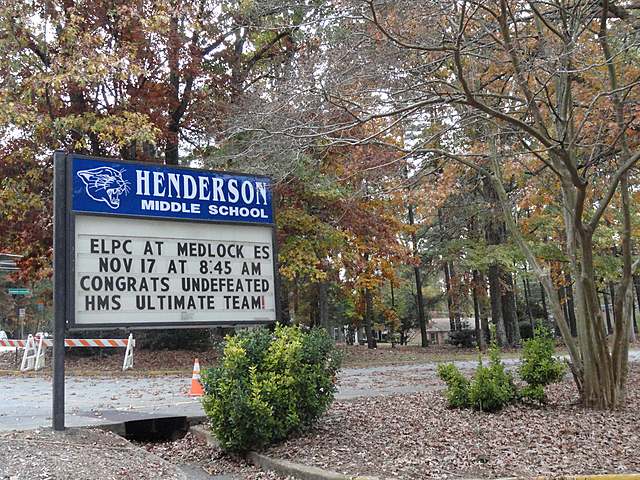 HENDERSON
MIDDLE SCHOOL
ELPC AT MEDLOCK ES
NOV 17 AT 8:45 AM
CONGRATS UNDEFEATED
HMS ULTIMATE TEAM!